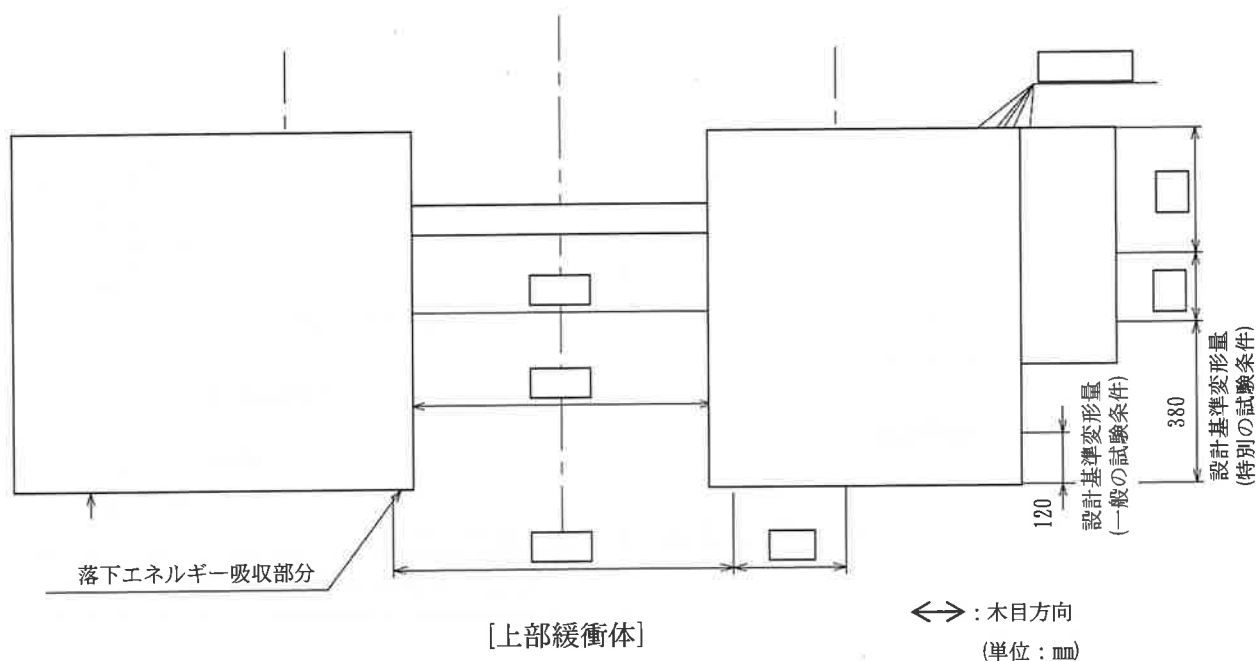 120
設計基準変形量
(一般の試験条件)
380
設計基準変形量
(特別の試験条件)
落下エネルギー吸収部分
[上部緩衝体]
：木目方向
(単位：㎜)